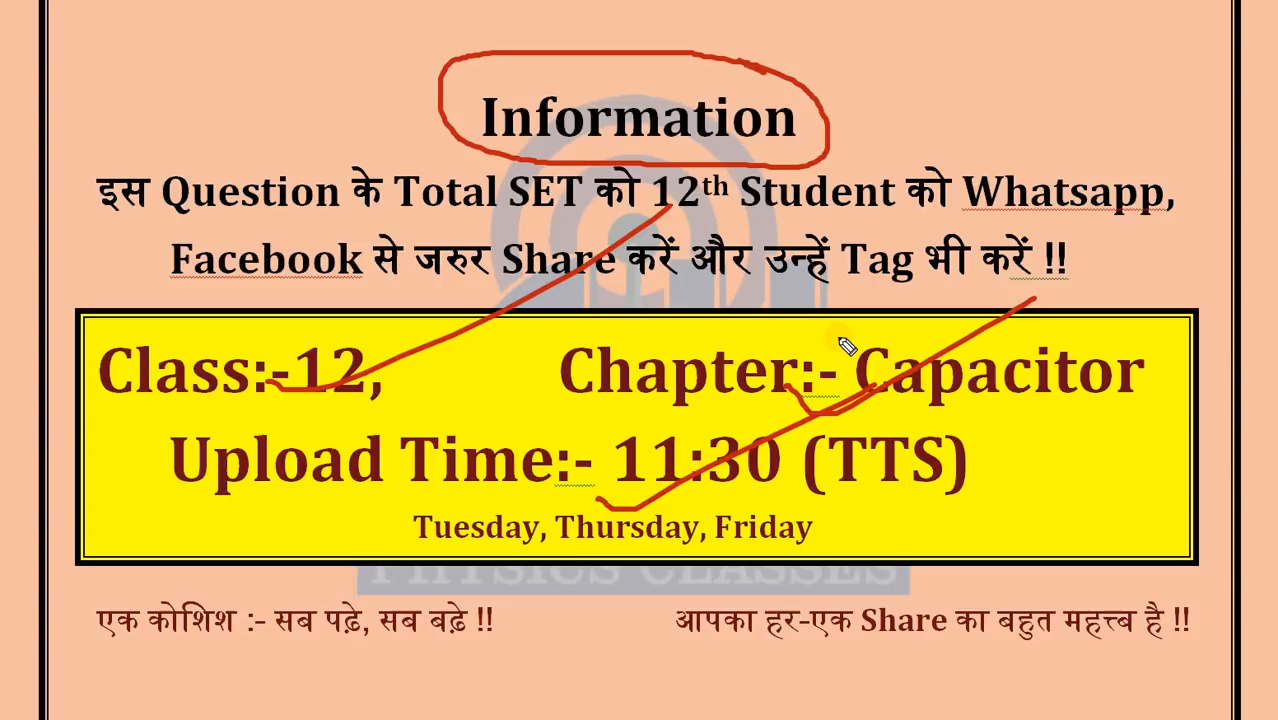 Information
इस Question के Total SET को 12th Student को Whatsapp,
Facebook से जरुर Share करें और उन्हें Tag भी करें !!
Class:-12, Chapter:- Capacitor
Upload Time:- 11:30 (TTS)
Tuesday, Thursday, Friday
PHYSICS CLASSES
एक कोशिश :- सब पढ़े, सब बढ़े !! आपका हर-एक Share का बहुत महत्त्ब है !!